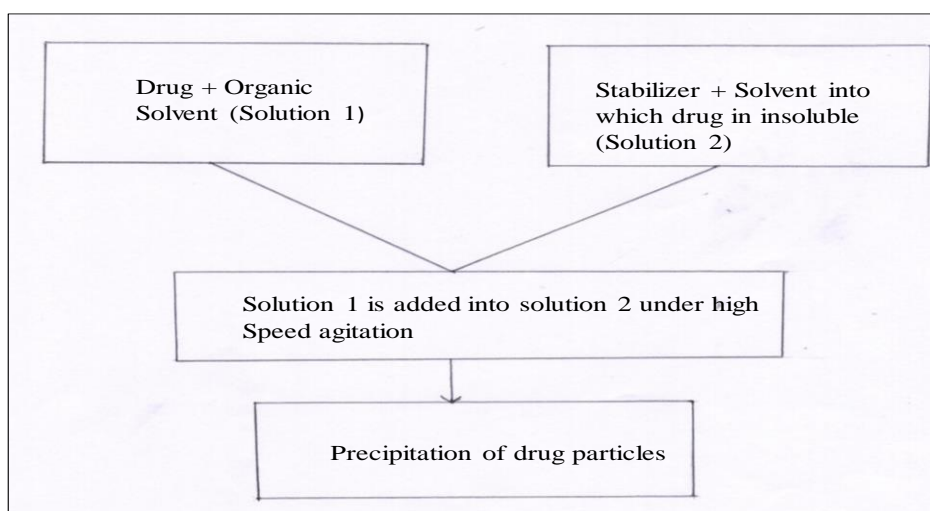 Drug + Organic
Solvent (Solution 1)
Stabilizer + Solvent into
which drug in insoluble
(Solution 2)
Solution 1 is added into solution 2 under high
Speed agitation
Precipitation of drug particles